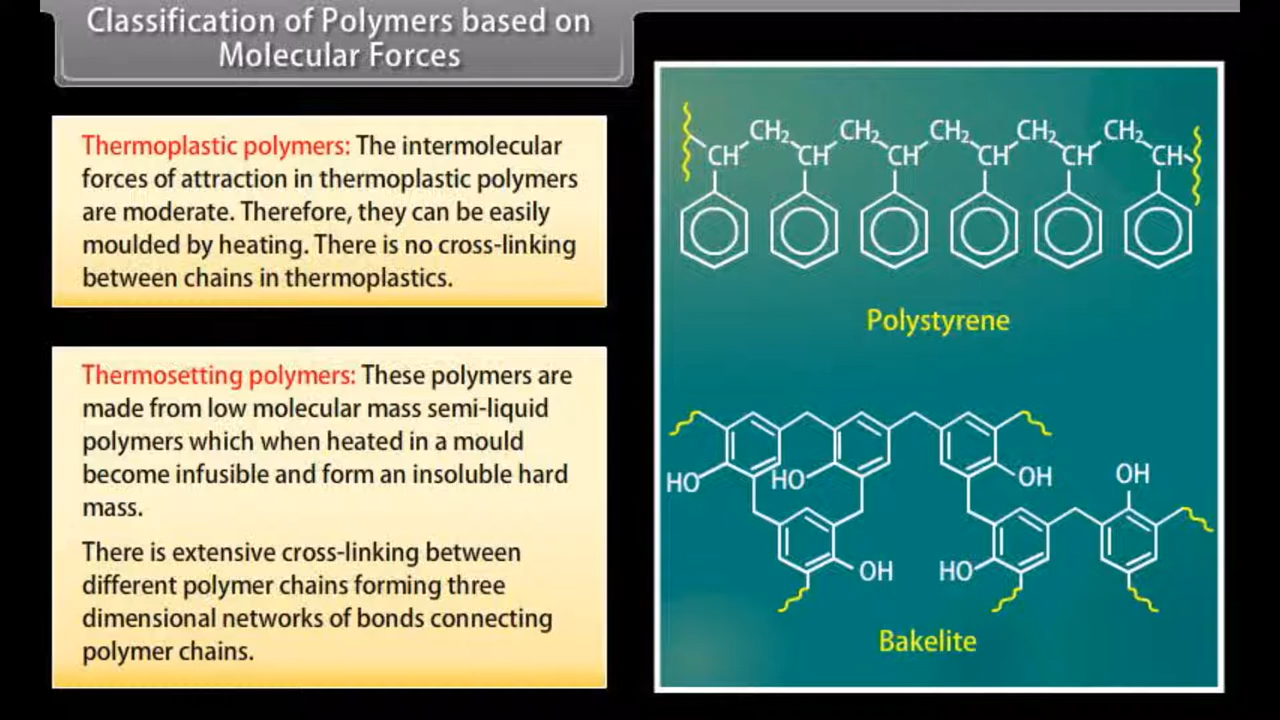 Classification of Polymers based on
Molecular Forces
Thermoplastic polymers: The intermolecular
forces of attraction in thermoplastic polymers
are moderate. Therefore, they can be easily
moulded by heating. There is no cross-linking
between chains in thermoplastics.
Thermosetting polymers: These polymers are
made from low molecular mass semi-liquid
polymers which when heated in a mould
become infusible and form an insoluble hard
mass.
There is extensive cross-linking between
different polymer chains forming three
dimensional networks of bonds connecting
polymer chains.
CH₂ CH₂ CH₂ CH₂ CH₂
CH CH CH CH CH CH
Polystyrene
HO HO OH OH
OH HO
Bakelite